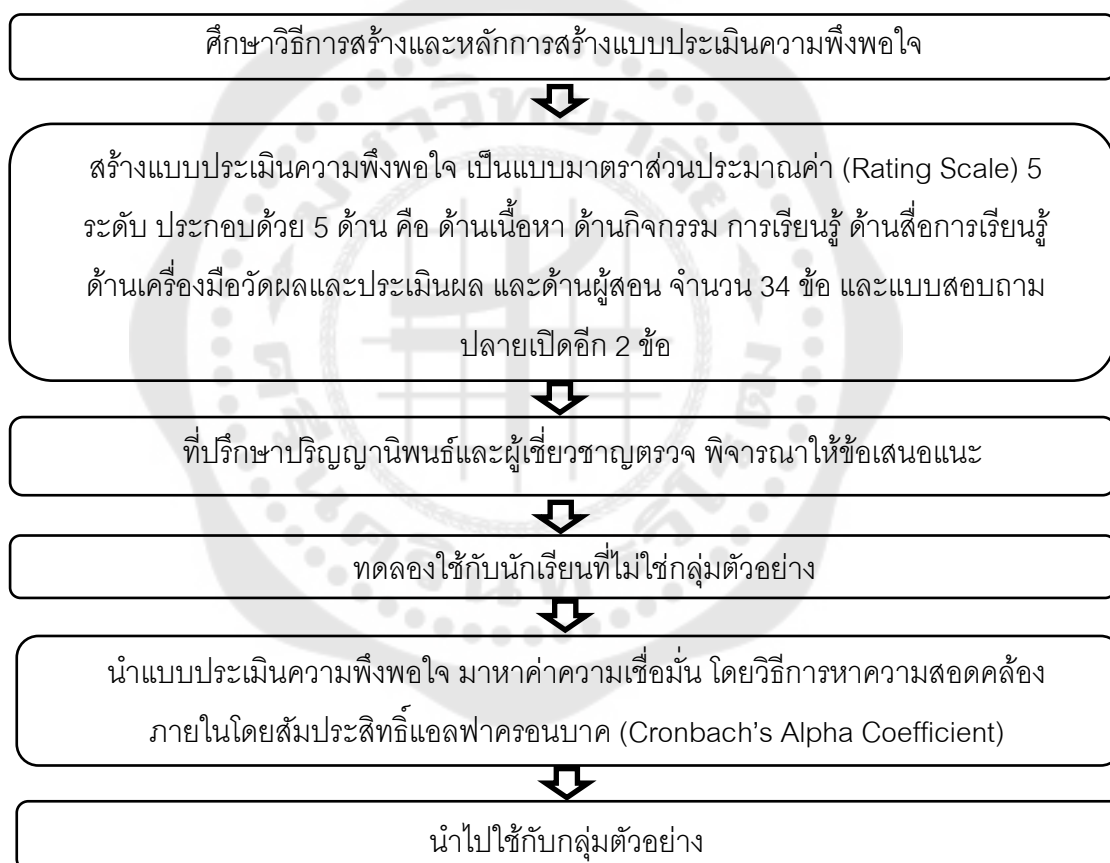 ศึกษาวิธีการสร้างและหลักการสร้างแบบประเมินความพึงพอใจ
สร้างแบบประเมินความพึงพอใจ เป็นแบบมาตราส่วนประมาณค่า (Rating Scale) 5
ระดับ ประกอบด้วย 5 ด้าน คือ ด้านเนื้อหา ด้านกิจกรรม การเรียนรู้ ด้านสื่อการเรียนรู้
ด้านเครื่องมือวัดผลและประเมินผล และด้านผู้สอน จำนวน 34 ข้อ และแบบสอบถาม
ปลายเปิดอีก 2 ข้อ
ที่ปรึกษาปริญญานิพนธ์และผู้เชี่ยวชาญตรวจ พิจารณาให้ข้อเสนอแนะ
ทดลองใช้กับนักเรียนที่ไม่ใช่กลุ่มตัวอย่าง
นำแบบประเมินความพึงพอใจ มาหาค่าความเชื่อมั่น โดยวิธีการหาความสอดคล้อง
ภายในโดยสัมประสิทธิ์แอลฟาครอนบาค (Cronbach’s Alpha Coefficient)
นำไปใช้กับกลุ่มตัวอย่าง